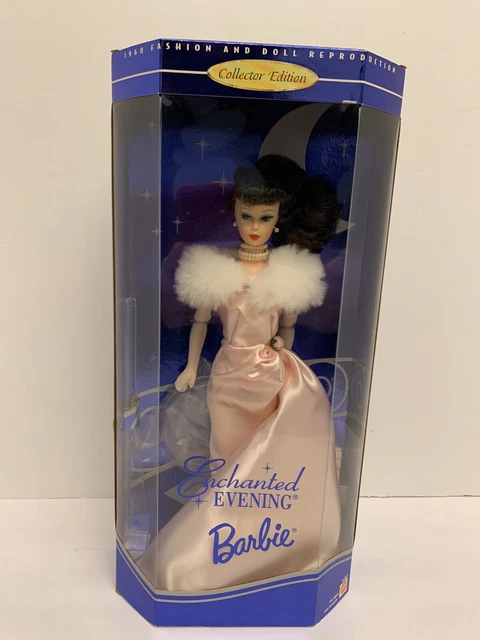 1960 FASHION AND DOLL REPRODUCTION
Collector Edition
Enchanted
EVENING®
Barbie®